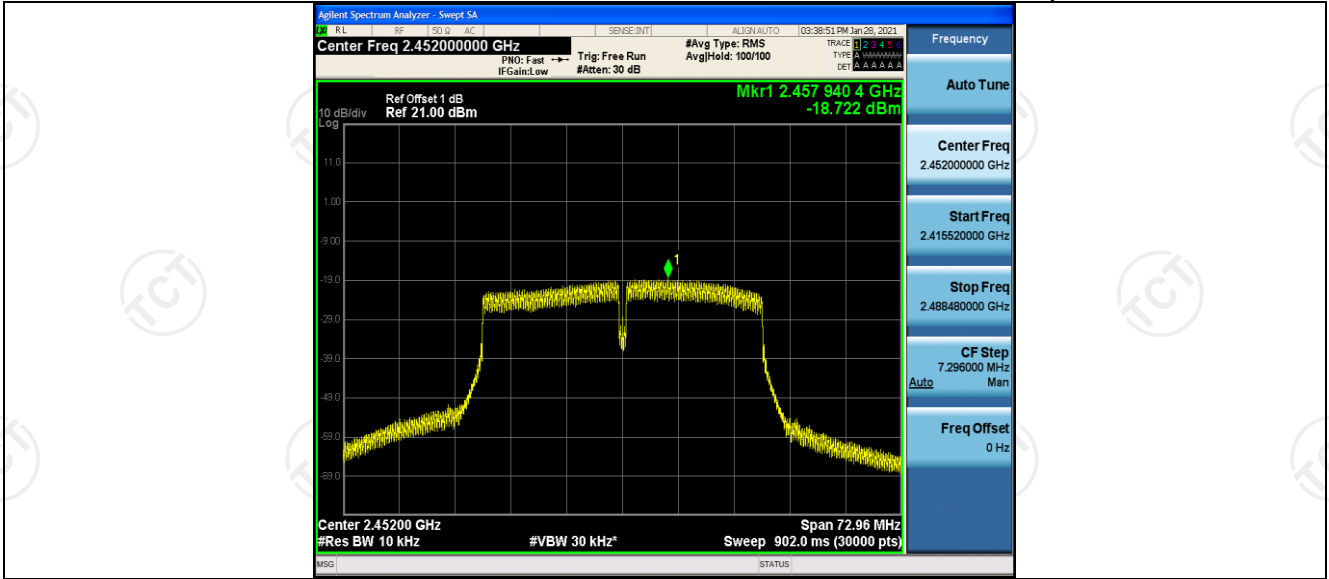 Agilent Spectrum Analyzer - Swept SA
RL RF 50 Ω AC SENSE:INT ALIGN AUTO 03:38:51 PM Jan 28, 2021
Center Freq 2.452000000 GHz
PNO: Fast
IFGain:Low
Trig: Free Run
#Atten: 30 dB
#Avg Type: RMS
Avg|Hold: 100/100
TRACE 1 2 3 4 5 6
TYPE A WWWWW
DET A A A A A A
Mkr1 2.457 940 4 GHz
-18.722 dBm
Ref Offset 1 dB
10 dB/div Ref 21.00 dBm
Log
11.0
1.00
-9.00
1
-19.0
-29.0
-39.0
-49.0
-59.0
-69.0
Center 2.45200 GHz Span 72.96 MHz
#Res BW 10 kHz #VBW 30 kHz* Sweep 902.0 ms (30000 pts)
MSG STATUS
Frequency
Auto Tune
Center Freq
2.452000000 GHz
Start Freq
2.415520000 GHz
Stop Freq
2.488480000 GHz
CF Step
7.296000 MHz
Auto Man
Freq Offset
0 Hz
TCT
TCT